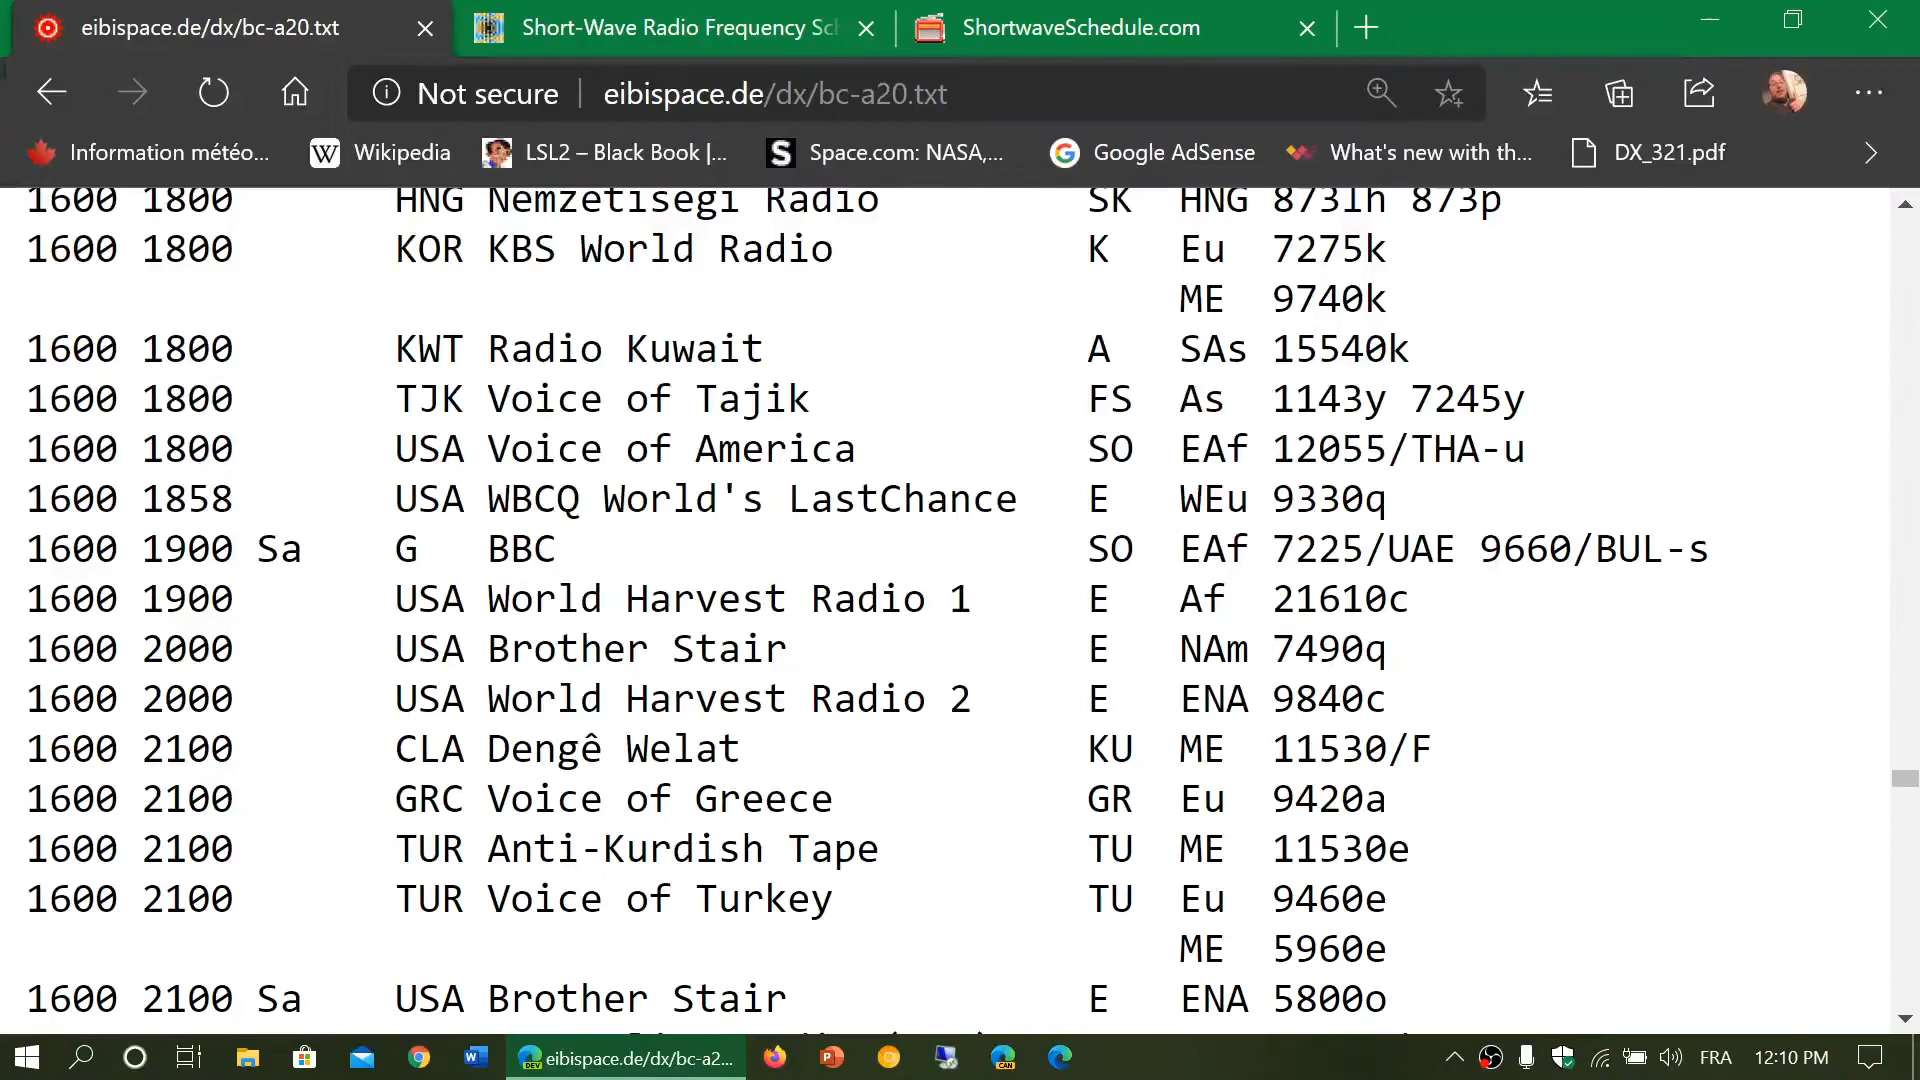 eibispace.de/dx/bc-a20.txt
Short-Wave Radio Frequency Sch
ShortwaveSchedule.com
Not secure | eibispace.de/dx/bc-a20.txt
Information météo...
Wikipedia
LSL2 – Black Book |...
Space.com: NASA,...
Google AdSense
What's new with th...
DX_321.pdf
1600 1800 HNG Nemzetisegi Radio SK HNG 873lh 873p
1600 1800 KOR KBS World Radio K Eu 7275k
ME 9740k
1600 1800 KWT Radio Kuwait A SAs 15540k
1600 1800 TJK Voice of Tajik FS As 1143y 7245y
1600 1800 USA Voice of America SO EAf 12055/THA-u
1600 1858 USA WBCQ World's LastChance E WEu 9330q
1600 1900 Sa G BBC SO EAf 7225/UAE 9660/BUL-s
1600 1900 USA World Harvest Radio 1 E Af 21610c
1600 2000 USA Brother Stair E NAm 7490q
1600 2000 USA World Harvest Radio 2 E ENA 9840c
1600 2100 CLA Dengê Welat KU ME 11530/F
1600 2100 GRC Voice of Greece GR Eu 9420a
1600 2100 TUR Anti-Kurdish Tape TU ME 11530e
1600 2100 TUR Voice of Turkey TU Eu 9460e
ME 5960e
1600 2100 Sa USA Brother Stair E ENA 5800o
eibispace.de/dx/bc-a2...
FRA 12:10 PM